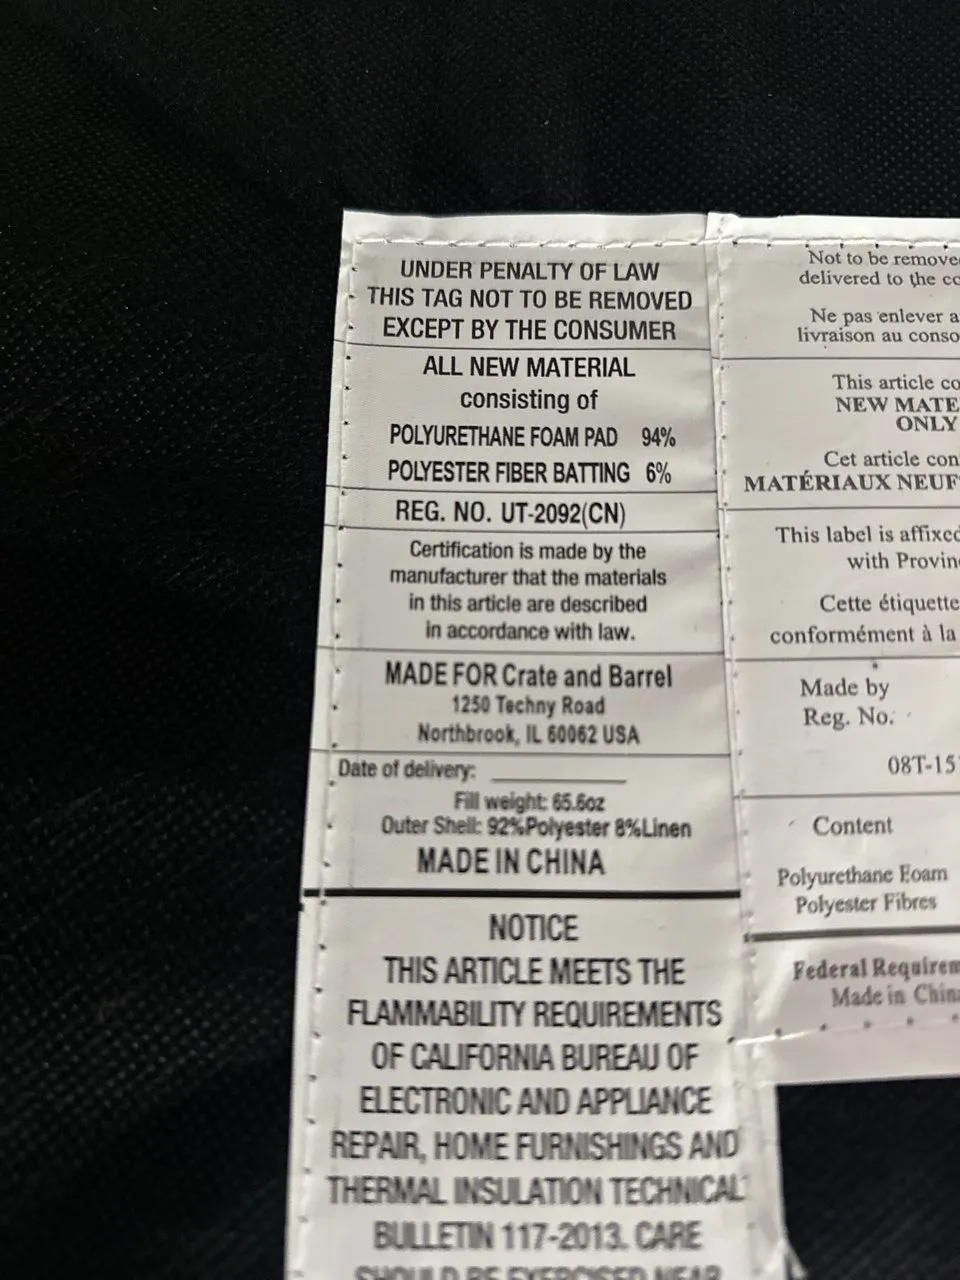 UNDER PENALTY OF LAW
THIS TAG NOT TO BE REMOVED
EXCEPT BY THE CONSUMER
ALL NEW MATERIAL
consisting of
POLYURETHANE FOAM PAD 94%
POLYESTER FIBER BATTING 6%
REG. NO. UT-2092(CN)
Certification is made by the
manufacturer that the materials
in this article are described
in accordance with law.
MADE FOR Crate and Barrel
1250 Techny Road
Northbrook, IL 60062 USA
Date of delivery:
Fill weight: 65.6oz
Outer Shell: 92%Polyester 8%Linen
MADE IN CHINA
NOTICE
THIS ARTICLE MEETS THE
FLAMMABILITY REQUIREMENTS
OF CALIFORNIA BUREAU OF
ELECTRONIC AND APPLIANCE
REPAIR, HOME FURNISHINGS AND
THERMAL INSULATION TECHNICAL
BULLETIN 117-2013. CARE
SHOULD BE EXERCISED NEAR
Not to be remove
delivered to the co
Ne pas enlever a
livraison au conso
This article co
NEW MATE
ONLY
Cet article con
MATÉRIAUX NEUF
This label is affixed
with Provin
Cette étiquette
conformément à la
Made by
Reg. No.
08T-15
Content
Polyurethane Foam
Polyester Fibres
Federal Requirem
Made in China